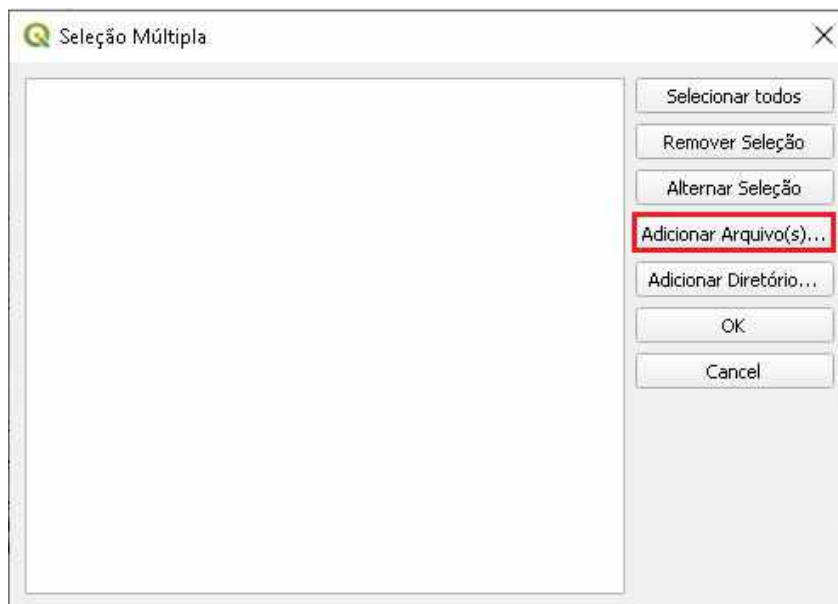 Seleção Múltipla
Selecionar todos
Remover Seleção
Alternar Seleção
Adicionar Arquivo(s)...
Adicionar Diretório...
OK
Cancel